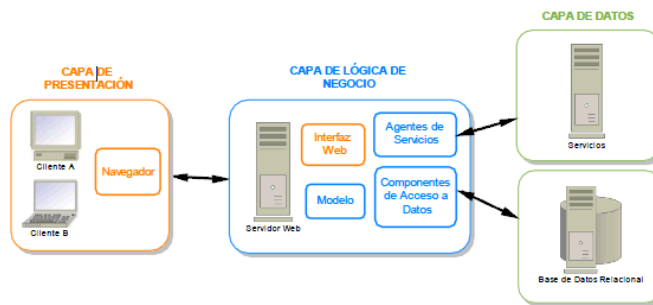 CAPA DE
PRESENTACIÓN
Cliente A
Navegador
Cliente B
CAPA DE LÓGICA DE
NEGOCIO
Interfaz
Web
Agentes de
Servicios
Modelo
Componentes
de Acceso a
Datos
Servidor Web
CAPA DE DATOS
Servicios
Base de Datos Relacional